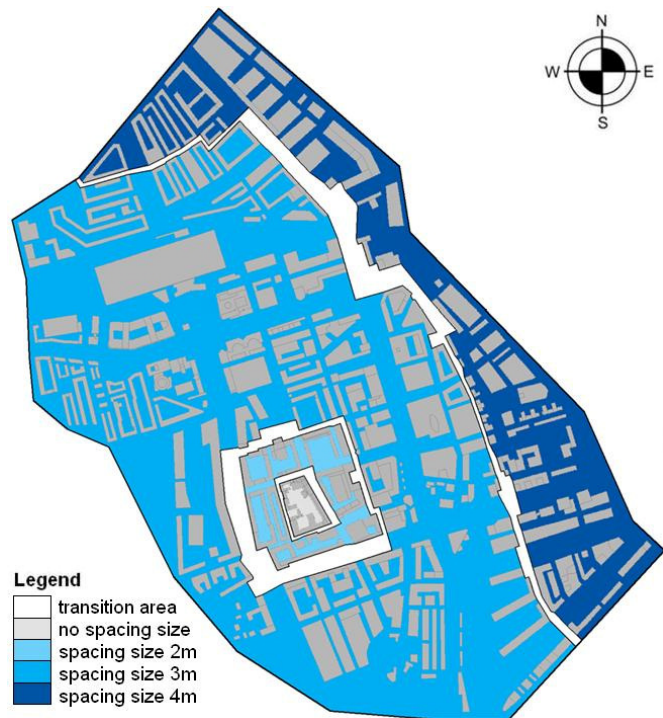 N
W E
S
Legend
transition area
no spacing size
spacing size 2m
spacing size 3m
spacing size 4m